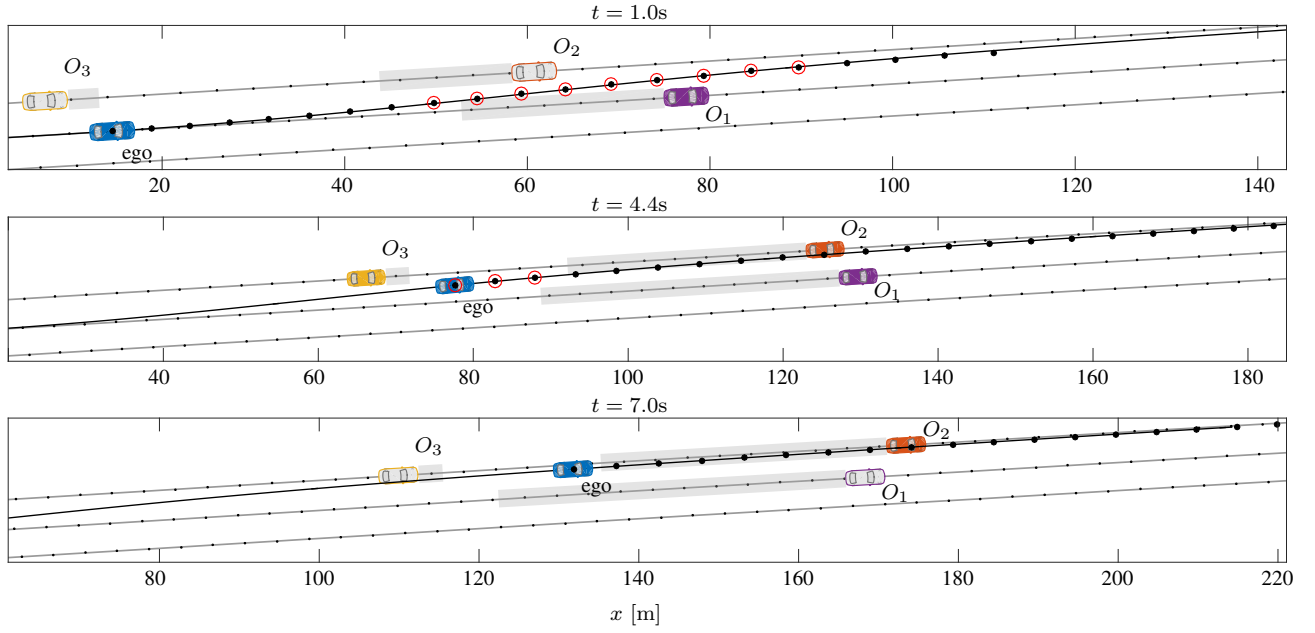 t = 1.0s
O3
O2
O1
ego
20 40 60 80 100 120 140
t = 4.4s
O3
O2
O1
ego
40 60 80 100 120 140 160 180
t = 7.0s
O3
O2
ego
O1
80 100 120 140 160 180 200 220
x [m]